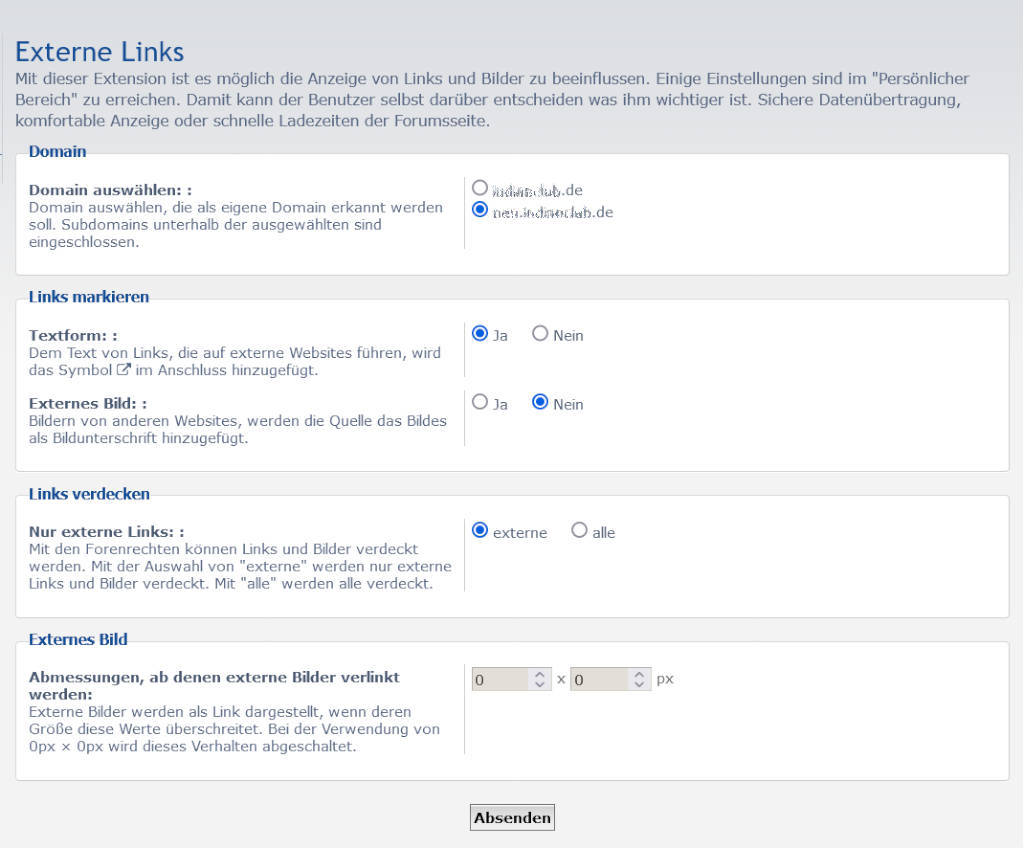 Externe Links
Mit dieser Extension ist es möglich die Anzeige von Links und Bilder zu beeinflussen. Einige Einstellungen sind im "Persönlicher
Bereich" zu erreichen. Damit kann der Benutzer selbst darüber entscheiden was ihm wichtiger ist. Sichere Datenübertragung,
komfortable Anzeige oder schnelle Ladezeiten der Forumsseite.
Domain
Domain auswählen: :
Domain auswählen, die als eigene Domain erkannt werden
soll. Subdomains unterhalb der ausgewählten sind
eingeschlossen.
.de
.de
Links markieren
Textform: :
Dem Text von Links, die auf externe Websites führen, wird
das Symbol im Anschluss hinzugefügt.
Ja Nein
Externes Bild: :
Bildern von anderen Websites, werden die Quelle das Bildes
als Bildunterschrift hinzugefügt.
Ja Nein
Links verdecken
Nur externe Links: :
Mit den Forenrechten können Links und Bilder verdeckt
werden. Mit der Auswahl von "externe" werden nur externe
Links und Bilder verdeckt. Mit "alle" werden alle verdeckt.
externe alle
Externes Bild
Abmessungen, ab denen externe Bilder verlinkt
werden:
Externe Bilder werden als Link dargestellt, wenn deren
Größe diese Werte überschreitet. Bei der Verwendung von
0px × 0px wird dieses Verhalten abgeschaltet.
0 x 0 px
Absenden